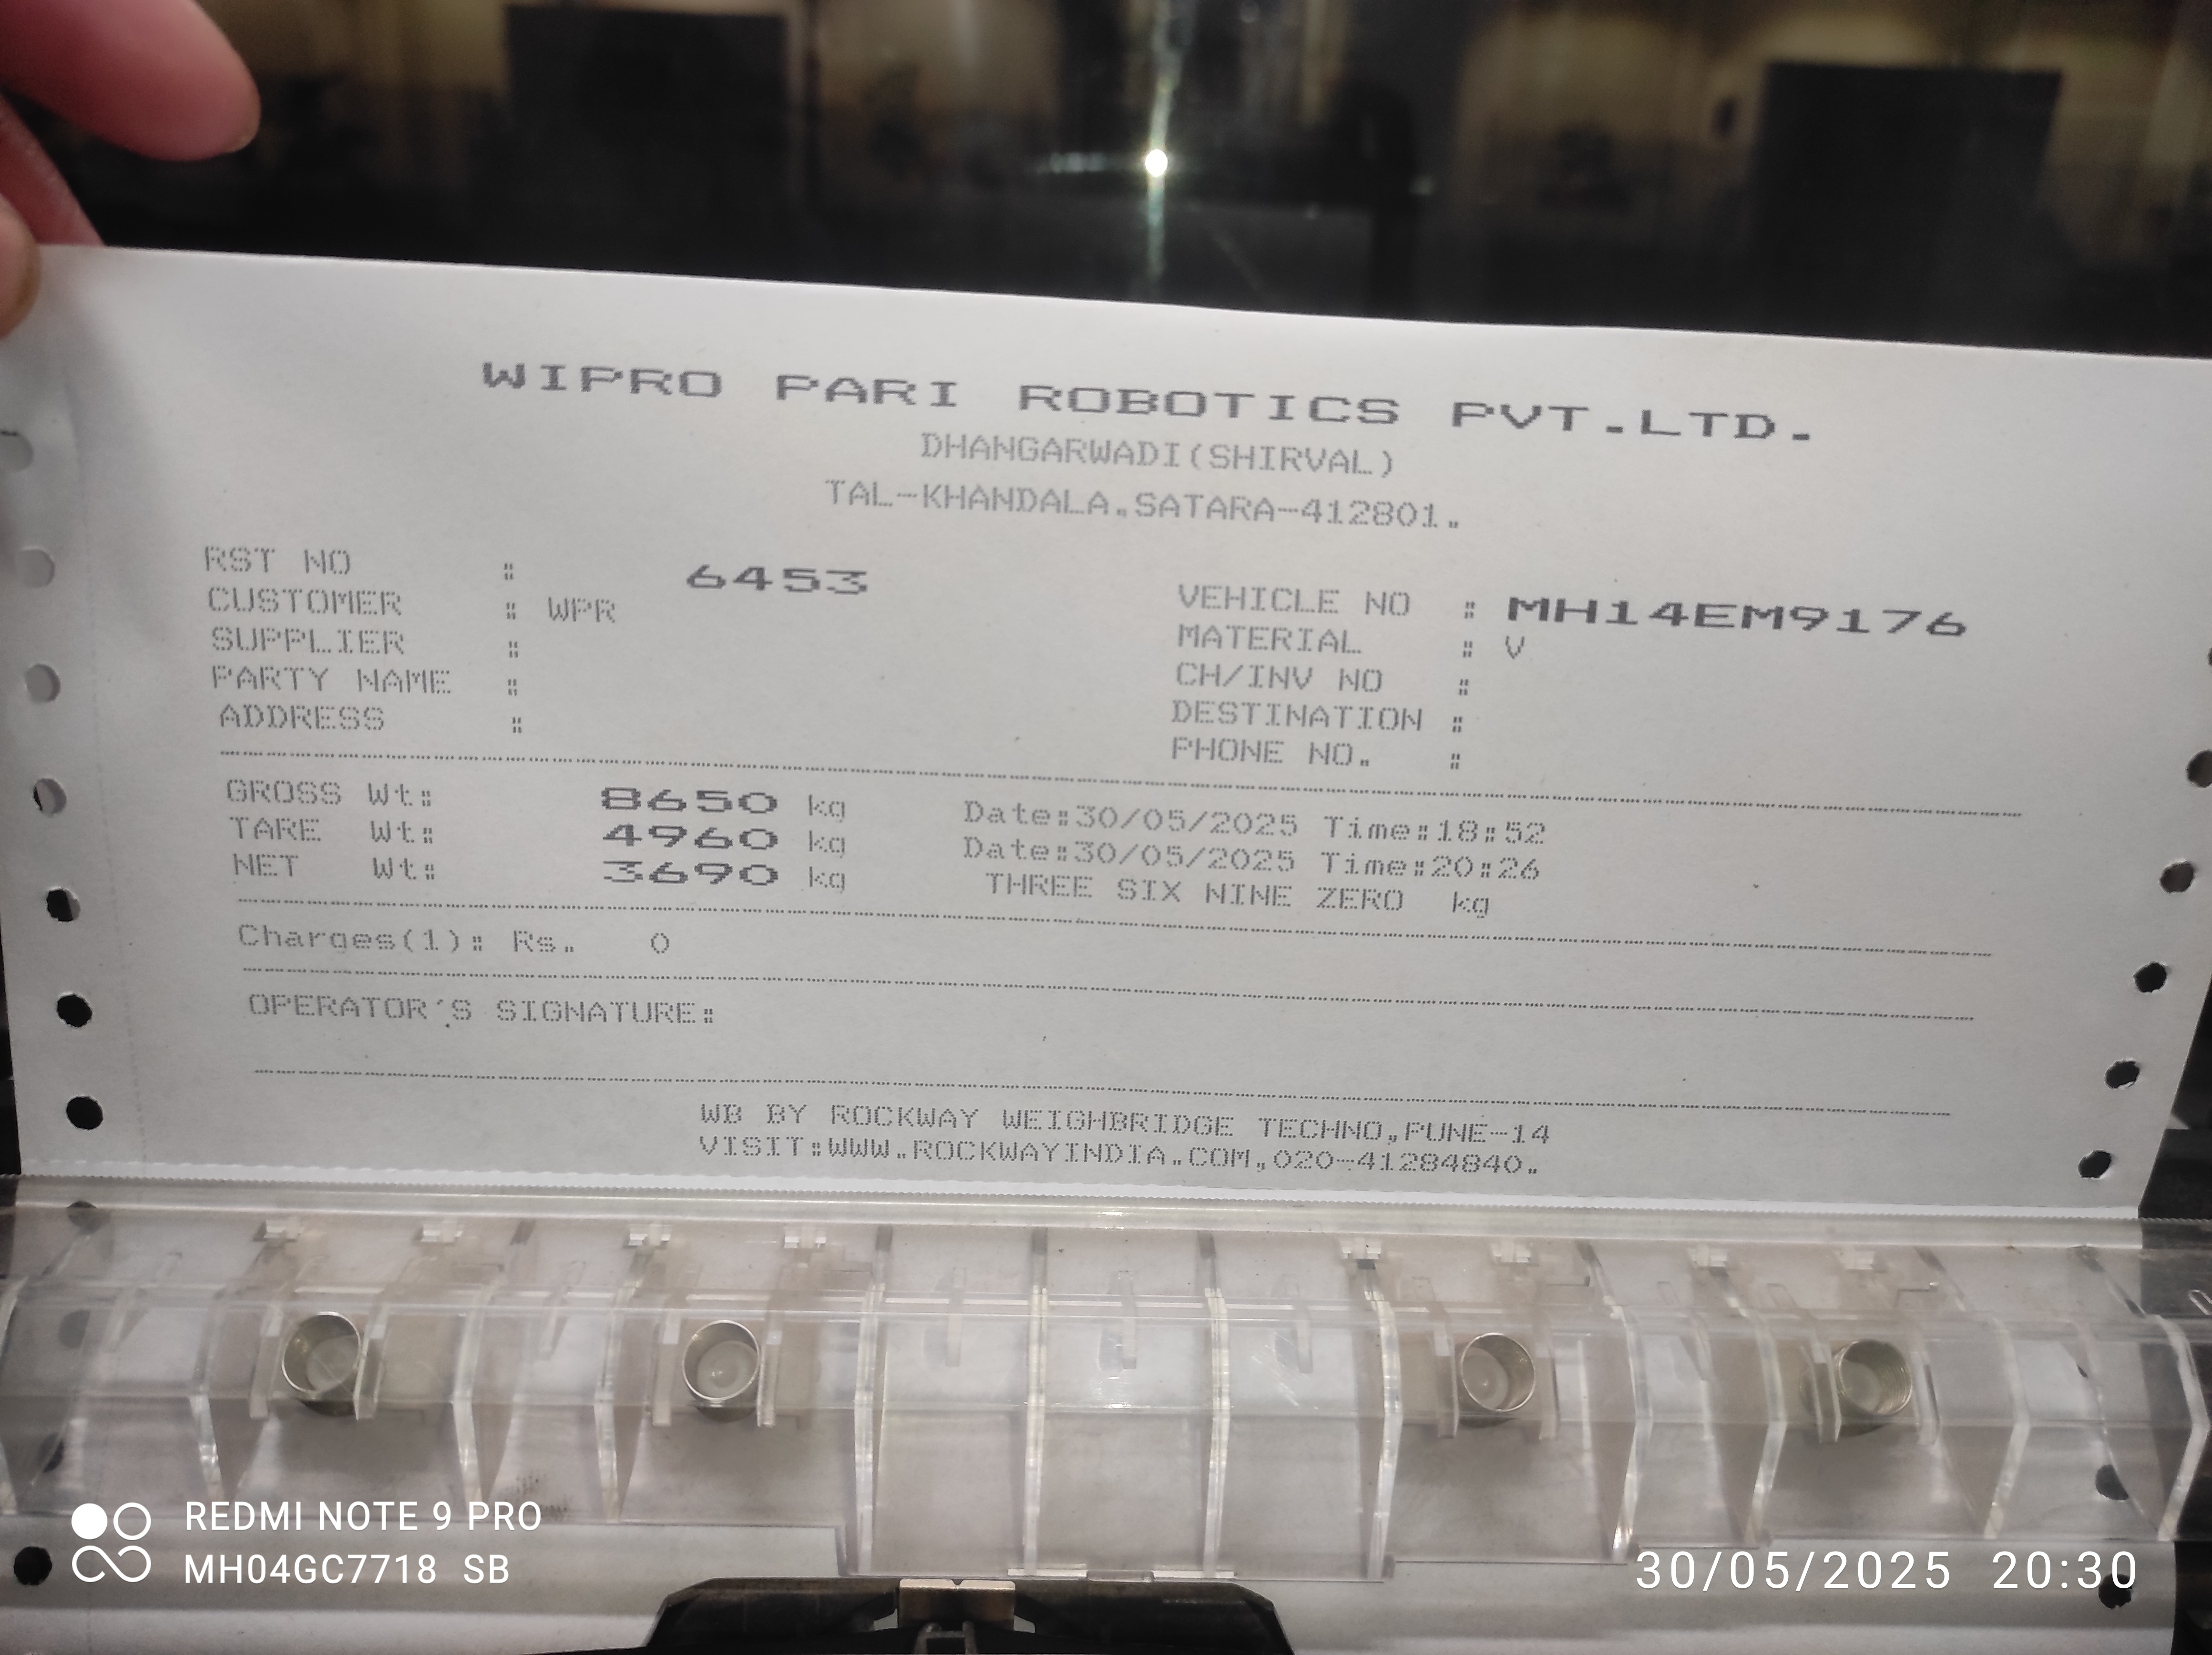 WIPRO PARI ROBOTICS PVT.LTD.
DHANGARWADI(SHIRVAL)
TAL-KHANDALA.SATARA-412801.
RST NO : 6453
CUSTOMER : WPR
SUPPLIER :
PARTY NAME :
ADDRESS :
VEHICLE NO : MH14EM9176
MATERIAL : V
CH/INV NO :
DESTINATION :
PHONE NO. :
GROSS Wt: 8650 kg Date:30/05/2025 Time:18:52
TARE Wt: 4960 kg Date:30/05/2025 Time:20:26
NET Wt: 3690 kg THREE SIX NINE ZERO kg
Charges(1): Rs. 0
OPERATOR'S SIGNATURE:
WB BY ROCKWAY WEIGHBRIDGE TECHNO.PUNE-14
VISIT:WWW.ROCKWAYINDIA.COM,020-41284840.
REDMI NOTE 9 PRO
MH04GC7718 SB
30/05/2025 20:30